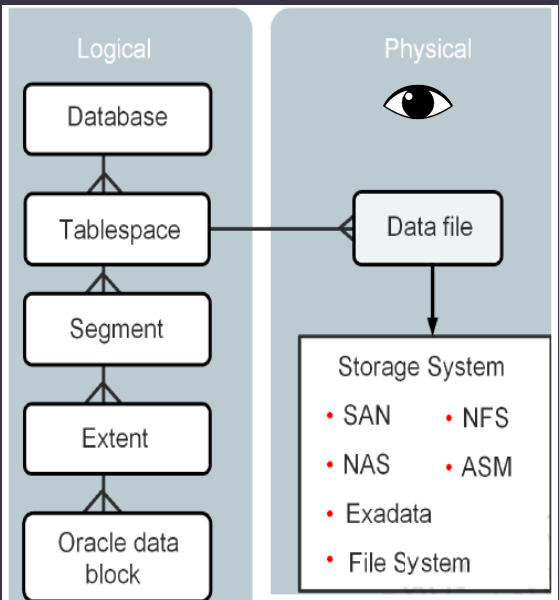 Logical
Database
Tablespace
Segment
Extent
Oracle data
block
Physical
Data file
Storage System
• SAN • NFS
• NAS • ASM
• Exadata
• File System